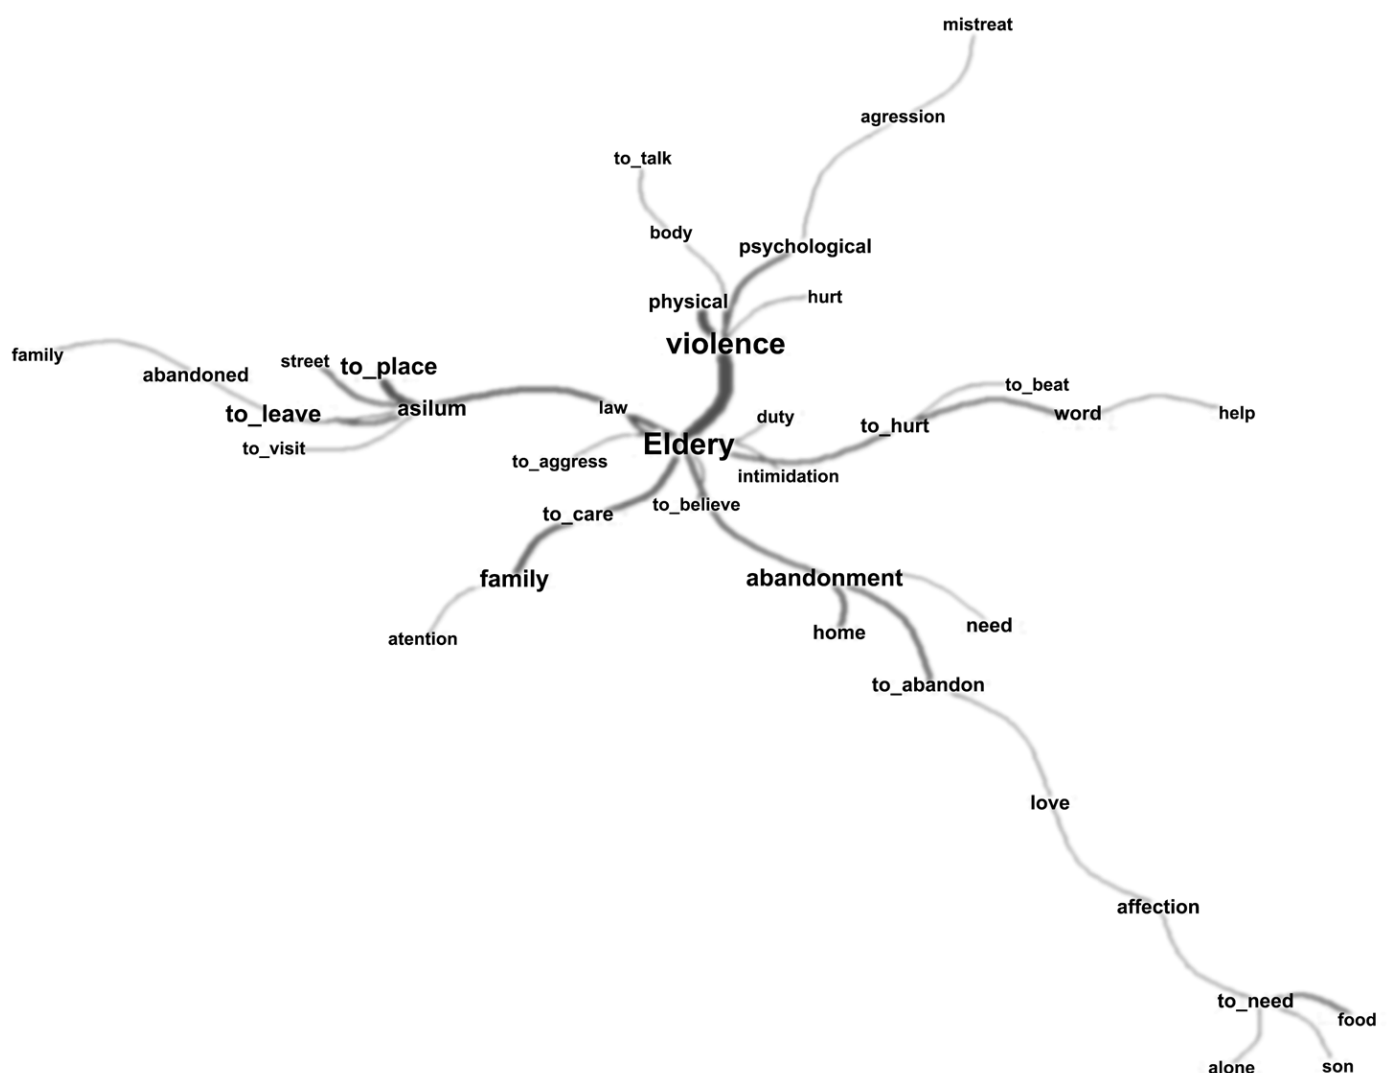 mistreat
agression
to_talk
body
psychological
physical
hurt
violence
family
abandoned
street
to_place
to_leave
asilum
law
to_visit
to_aggress
Eldery
duty
intimidation
to_hurt
to_beat
word
help
to_believe
to_care
family
atention
abandonment
home
need
to_abandon
love
affection
to_need
food
alone
son